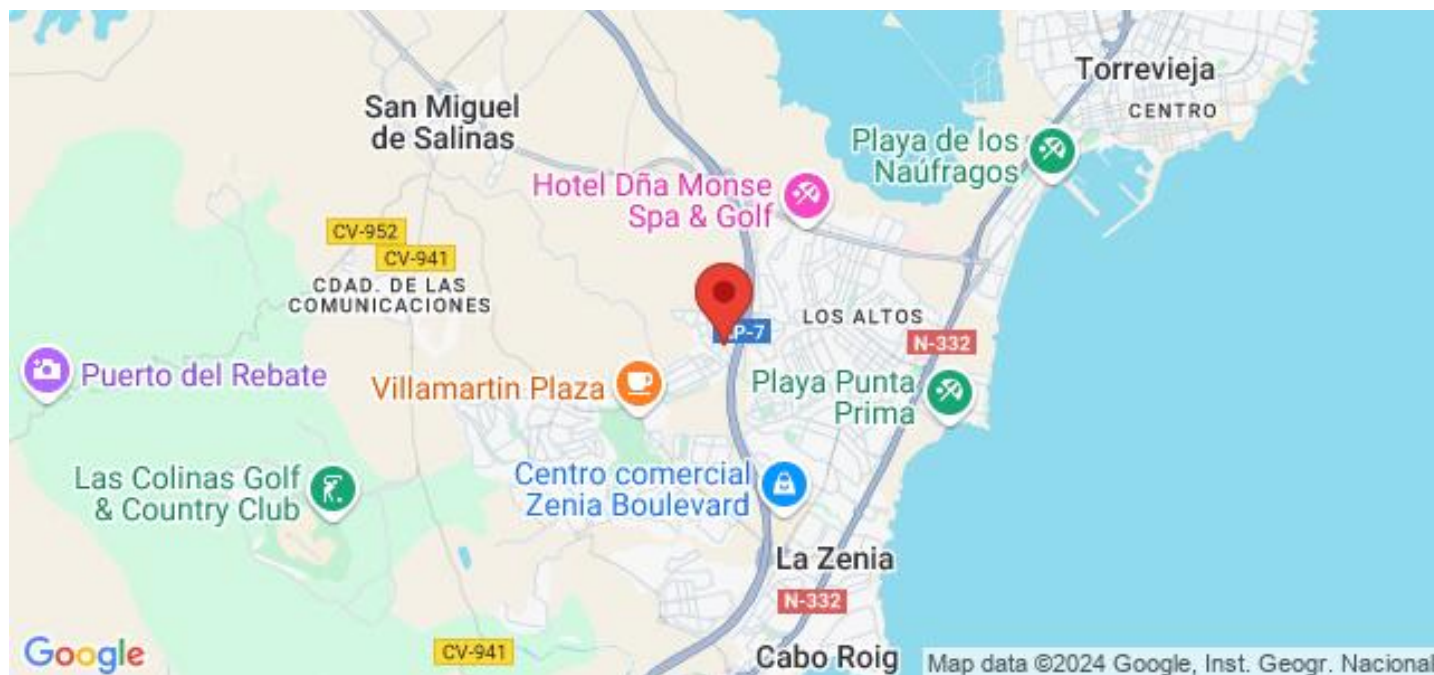 Torrevieja
CENTRO
San Miguel
de Salinas
Playa de los
Naúfragos
Hotel Dña Monse
Spa & Golf
CV-952
CV-941
CDAD. DE LAS
COMUNICACIONES
LOS ALTOS
AP-7
N-332
Puerto del Rebate
Villamartin Plaza
Playa Punta
Prima
Las Colinas Golf
& Country Club
Centro comercial
Zenia Boulevard
La Zenia
N-332
CV-941
Cabo Roig
Google
Map data ©2024 Google, Inst. Geogr. Nacional